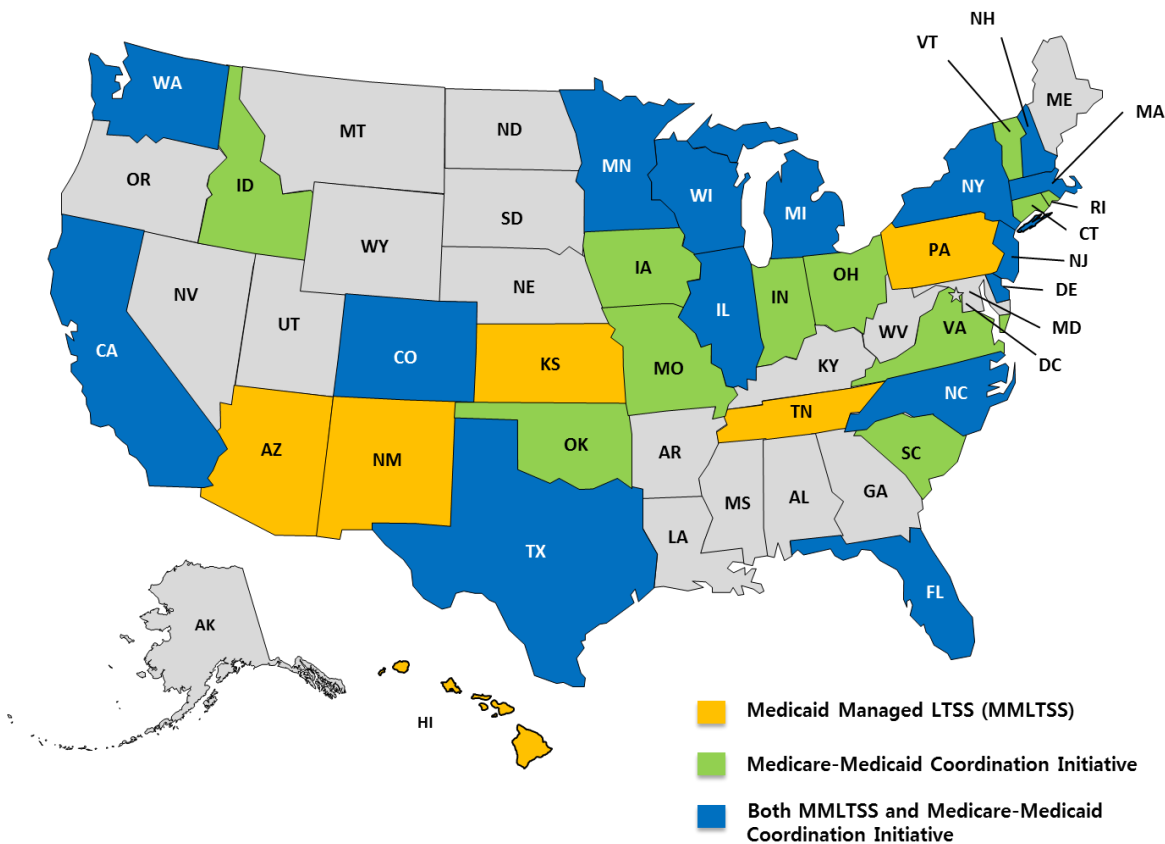 NH
VT
WA
ME
MT
ND
MA
MN
OR
ID
NY
WI
MI
SD
RI
WY
CT
PA
NJ
IA
OH
NE
DE
IN
NV
IL
UT
VA
MD
WV
CA
CO
DC
KS
KY
MO
NC
TN
AZ
NM
OK
AR
SC
GA
MS
AL
LA
TX
FL
AK
HI
Medicaid Managed LTSS (MMLTSS)
Medicare-Medicaid Coordination Initiative
Both MMLTSS and Medicare-Medicaid
Coordination Initiative